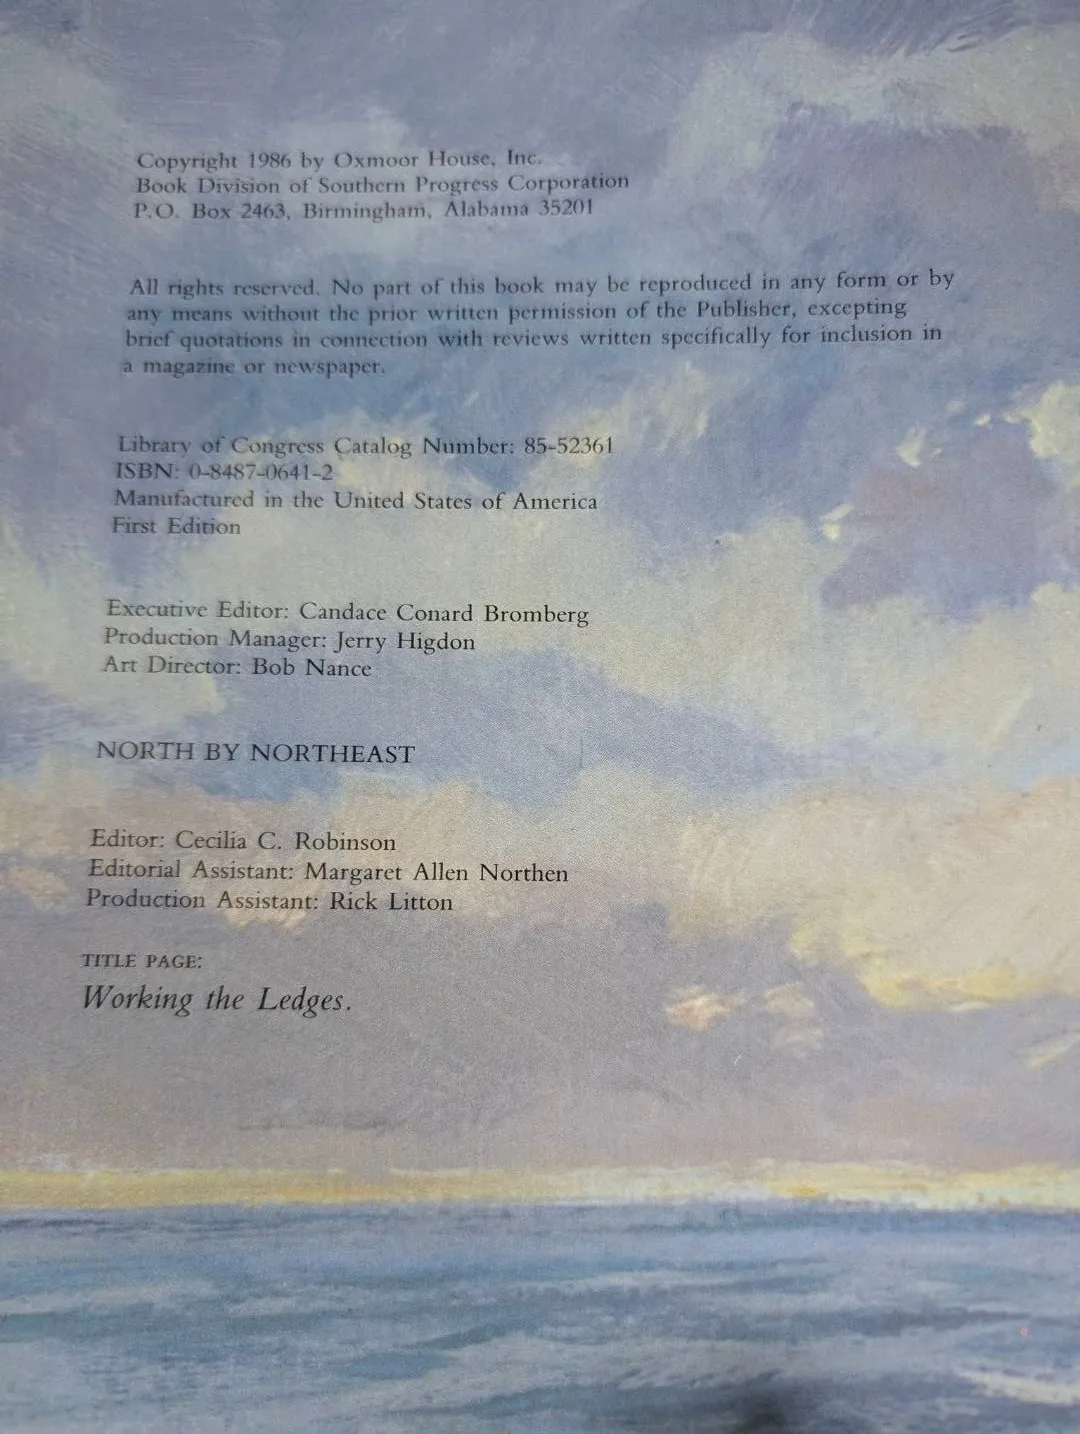 Copyright 1986 by Oxmoor House, Inc.
Book Division of Southern Progress Corporation
P.O. Box 2463, Birmingham, Alabama 35201
All rights reserved. No part of this book may be reproduced in any form or by
any means without the prior written permission of the Publisher, excepting
brief quotations in connection with reviews written specifically for inclusion in
a magazine or newspaper.
Library of Congress Catalog Number: 85-52361
ISBN: 0-8487-0641-2
Manufactured in the United States of America
First Edition
Executive Editor: Candace Conard Bromberg
Production Manager: Jerry Higdon
Art Director: Bob Nance
NORTH BY NORTHEAST
Editor: Cecilia C. Robinson
Editorial Assistant: Margaret Allen Northen
Production Assistant: Rick Litton
TITLE PAGE:
Working the Ledges.